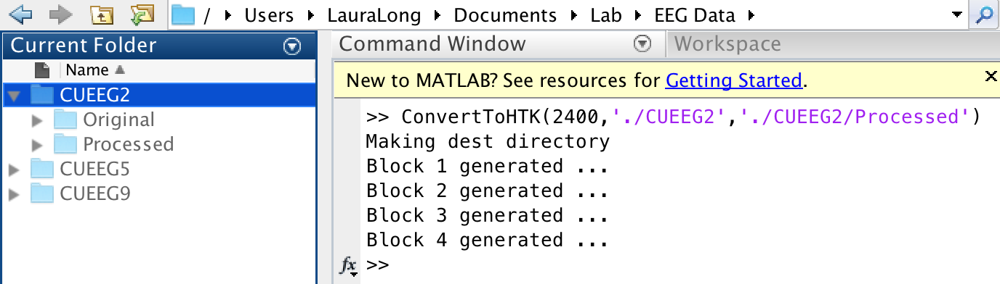 / ▸ Users ▸ LauraLong ▸ Documents ▸ Lab ▸ EEG Data ▸
Current Folder
Name
CUEEG2
Original
Processed
CUEEG5
CUEEG9
Command Window
Workspace
New to MATLAB? See resources for Getting Started.
>> ConvertToHTK(2400,'./CUEEG2','./CUEEG2/Processed')
Making dest directory
Block 1 generated ...
Block 2 generated ...
Block 3 generated ...
Block 4 generated ...
fx >>